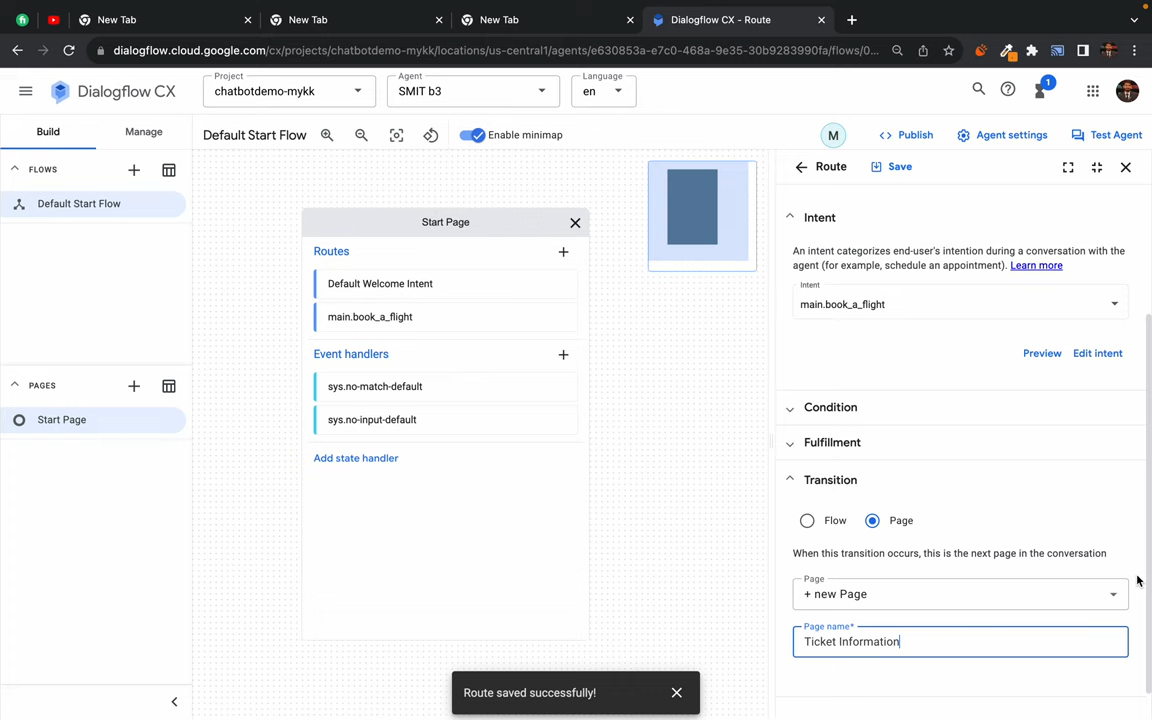 New Tab
New Tab
New Tab
Dialogflow CX - Route
dialogflow.cloud.google.com/cx/projects/chatbotdemo-mykk/locations/us-central1/agents/e630853a-e7c0-468a-9e35-30b9283990fa/flows/0...
Dialogflow CX
Project
chatbotdemo-mykk
Agent
SMIT b3
Language
en
1
Build
Manage
Default Start Flow
Enable minimap
M
Publish
Agent settings
Test Agent
FLOWS
Default Start Flow
PAGES
Start Page
Start Page
Routes
Default Welcome Intent
main.book_a_flight
Event handlers
sys.no-match-default
sys.no-input-default
Add state handler
Route
Save
Intent
An intent categorizes end-user's intention during a conversation with the
agent (for example, schedule an appointment). Learn more
Intent
main.book_a_flight
Preview
Edit intent
Condition
Fulfillment
Transition
Flow
Page
When this transition occurs, this is the next page in the conversation
Page
+ new Page
Page name*
Ticket Information
Route saved successfully!